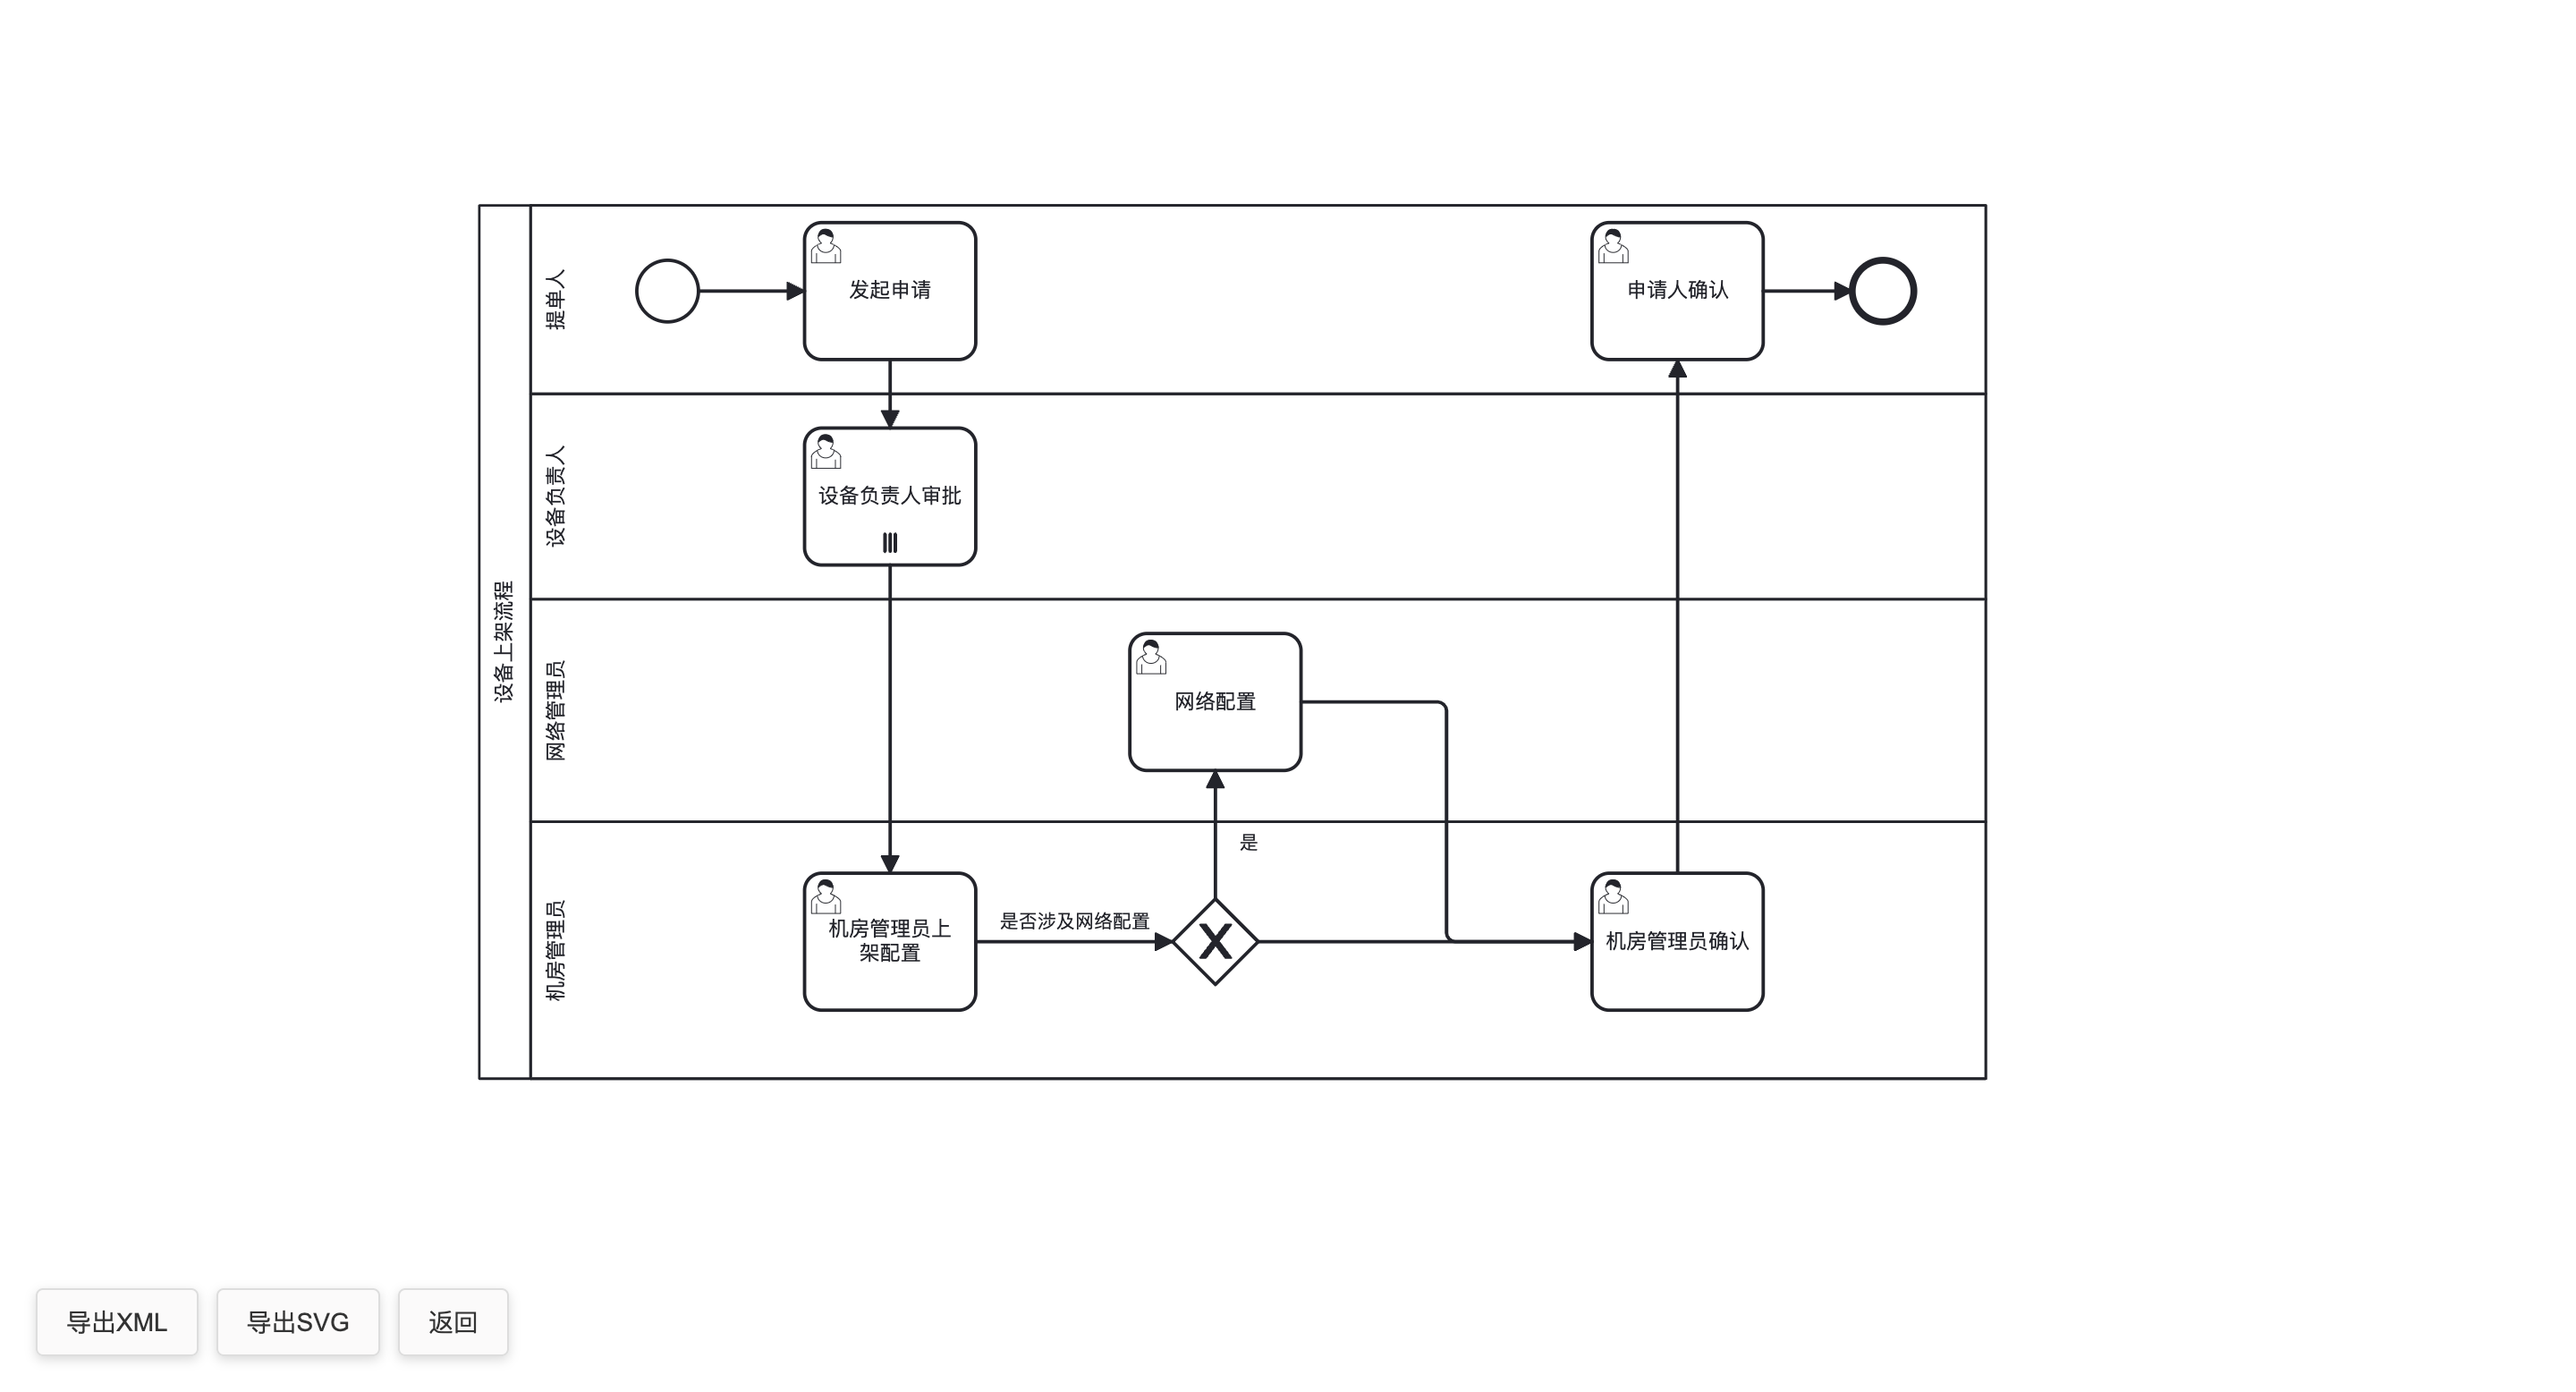 设备上架流程
提单人
发起申请
申请人确认
设备负责人
设备负责人审批
网络管理员
网络配置
是
机房管理员
机房管理员上
架配置
是否涉及网络配置
X
机房管理员确认
导出XML
导出SVG
返回